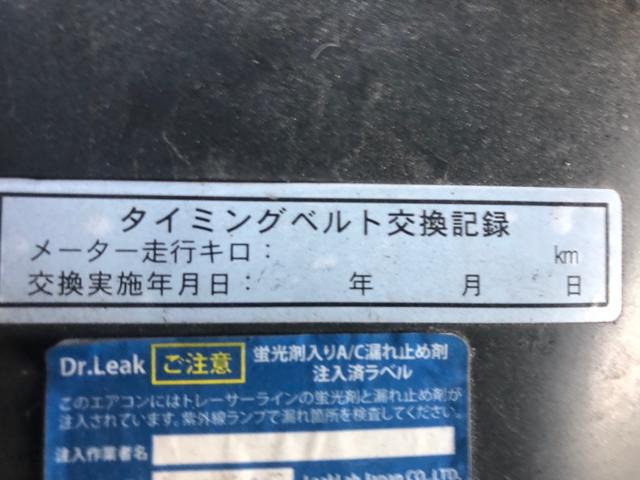 タイミングベルト交換記録
メーター走行キロ： km
交換実施年月日： 年 月 日
Dr.Leak ご注意 蛍光剤入りA/C漏れ止め剤
注入済ラベル
このエアコンにはトレーサーラインの蛍光剤と漏れ止め剤が
注入されています。紫外線ランプで漏れ箇所を検査してください。
注入作業者名
LeakLab Japan CO.,LTD.